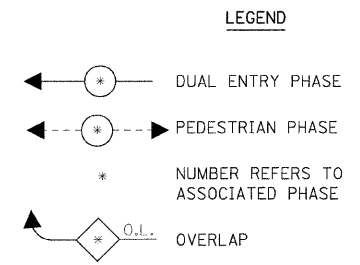 LEGEND
* DUAL ENTRY PHASE
* PEDESTRIAN PHASE
* NUMBER REFERS TO
ASSOCIATED PHASE
* O.L. OVERLAP